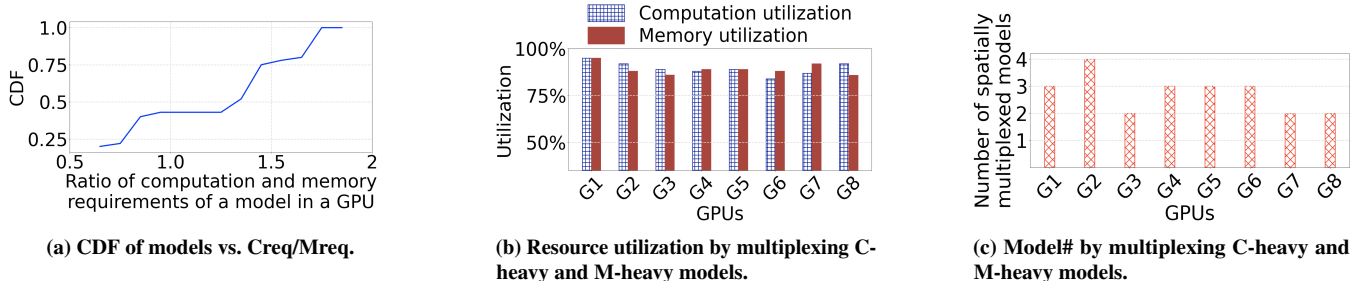 CDF
1.0
0.75
0.5
0.25
0.5
1.0
1.5
2
Ratio of computation and memory
requirements of a model in a GPU
(a) CDF of models vs. Creq/Mreq.
Computation utilization
Memory utilization
Utilization
100%
75%
50%
G1
G2
G3
G4
G5
G6
G7
G8
GPUs
(b) Resource utilization by multiplexing C-
heavy and M-heavy models.
Number of spatially
multiplexed models
4
3
2
1
G1
G2
G3
G4
G5
G6
G7
G8
GPUs
(c) Model# by multiplexing C-heavy and
M-heavy models.